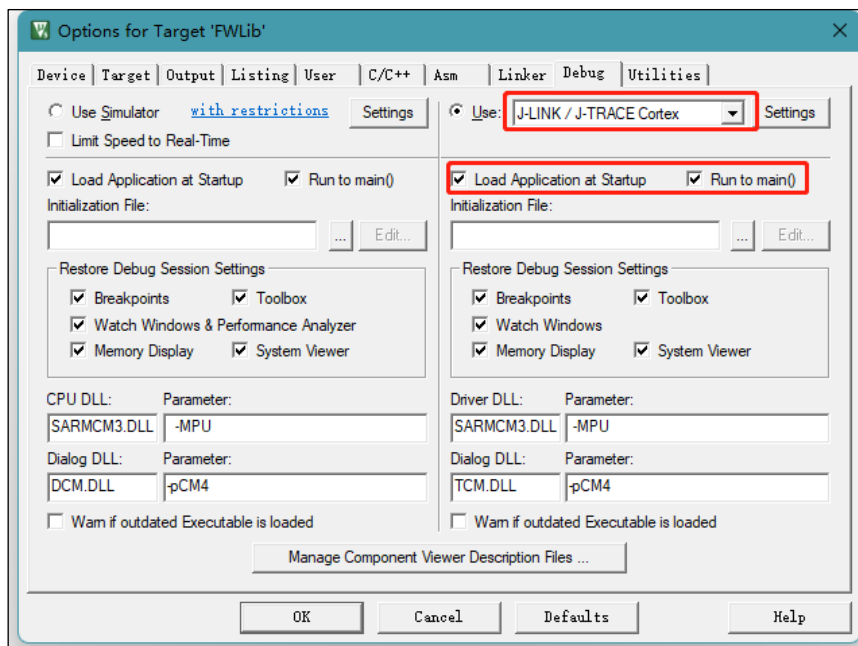 Options for Target 'FWLib'
Device Target Output Listing User C/C++ Asm Linker Debug Utilities
Use Simulator with restrictions Settings
Limit Speed to Real-Time
Load Application at Startup Run to main()
Initialization File:
... Edit...
Restore Debug Session Settings
Breakpoints Toolbox
Watch Windows & Performance Analyzer
Memory Display System Viewer
CPU DLL: Parameter:
SARMCM3.DLL -MPU
Dialog DLL: Parameter:
DCM.DLL -pCM4
Warn if outdated Executable is loaded
Use: J-LINK / J-TRACE Cortex Settings
Load Application at Startup Run to main()
Initialization File:
... Edit...
Restore Debug Session Settings
Breakpoints Toolbox
Watch Windows
Memory Display System Viewer
Driver DLL: Parameter:
SARMCM3.DLL -MPU
Dialog DLL: Parameter:
TCM.DLL -pCM4
Warn if outdated Executable is loaded
Manage Component Viewer Description Files ...
OK Cancel Defaults Help